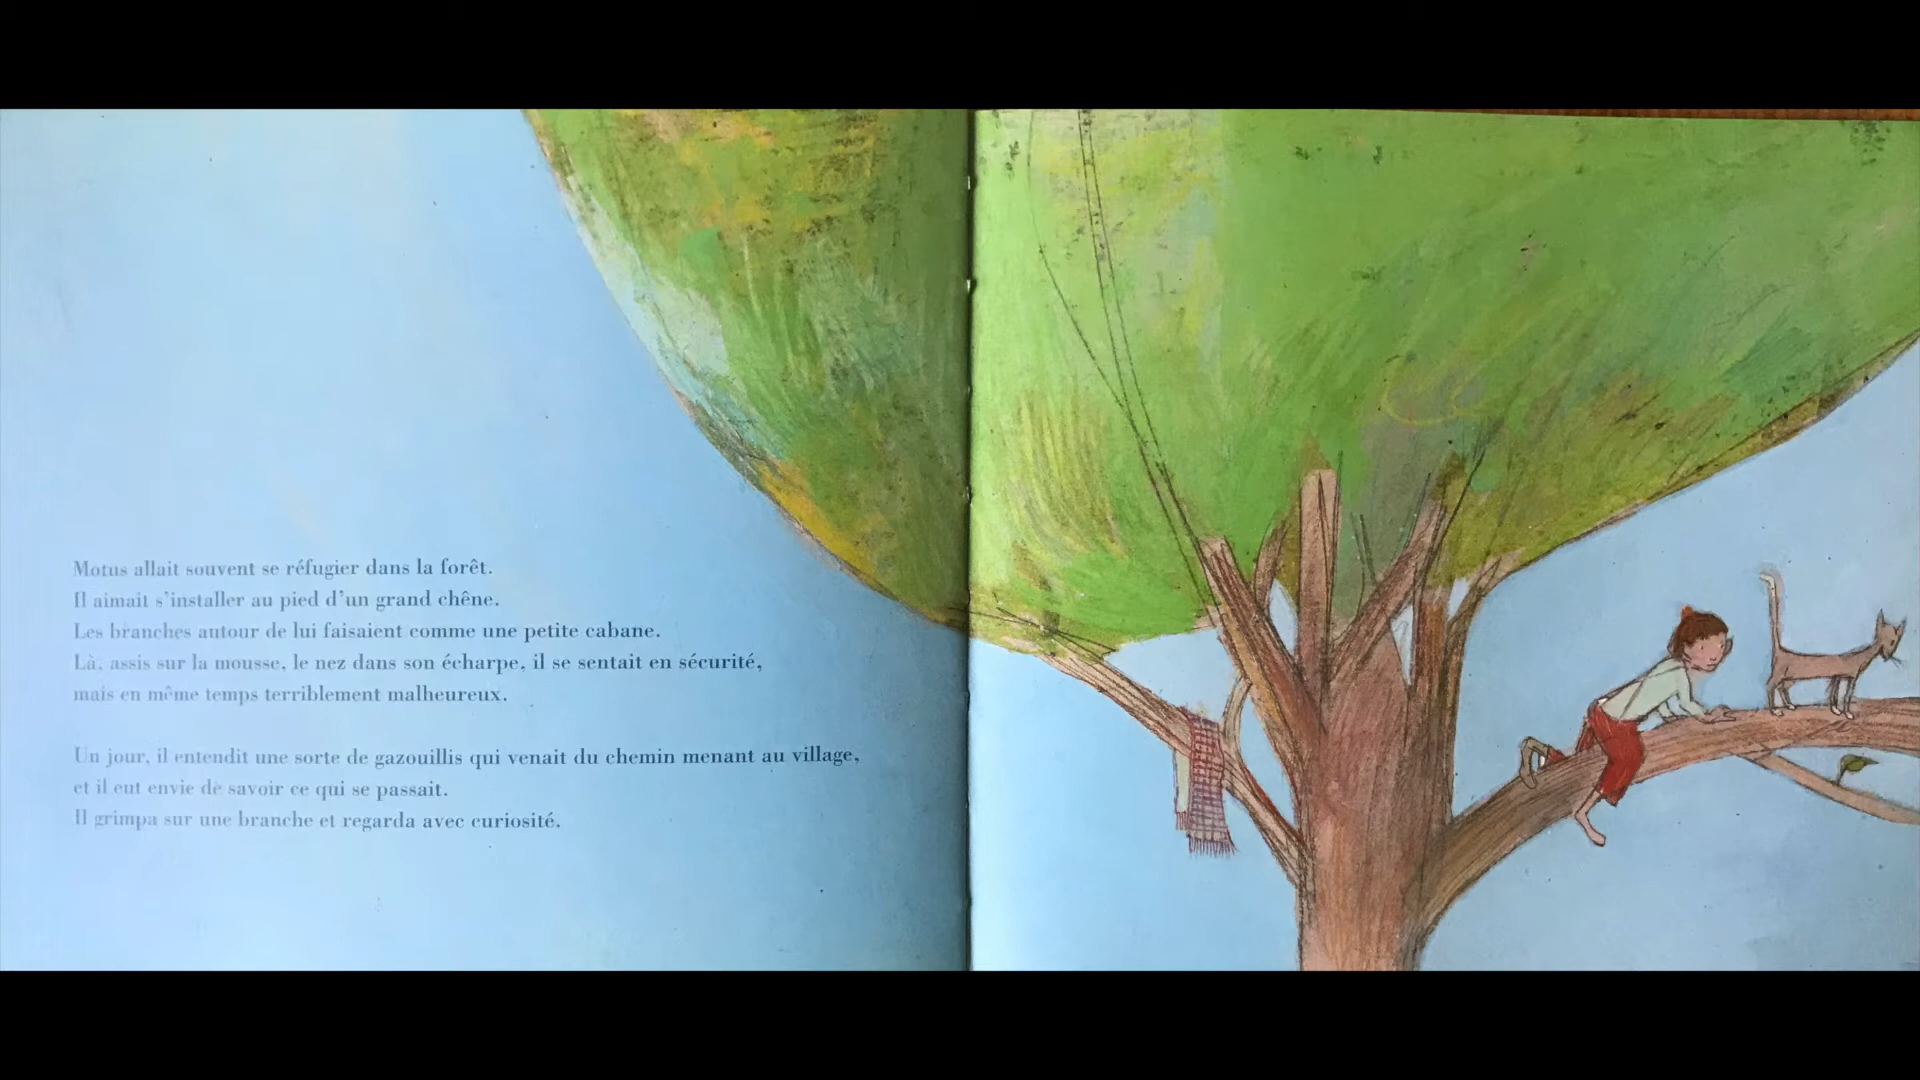 Motus allait souvent se réfugier dans la forêt.
Il aimait s'installer au pied d'un grand chêne.
Les branches autour de lui faisaient comme une petite cabane.
Là, assis sur la mousse, le nez dans son écharpe, il se sentait en sécurité,
mais en même temps terriblement malheureux.
Un jour, il entendit une sorte de gazouillis qui venait du chemin menant au village,
et il eut envie de savoir ce qui se passait.
Il grimpa sur une branche et regarda avec curiosité.